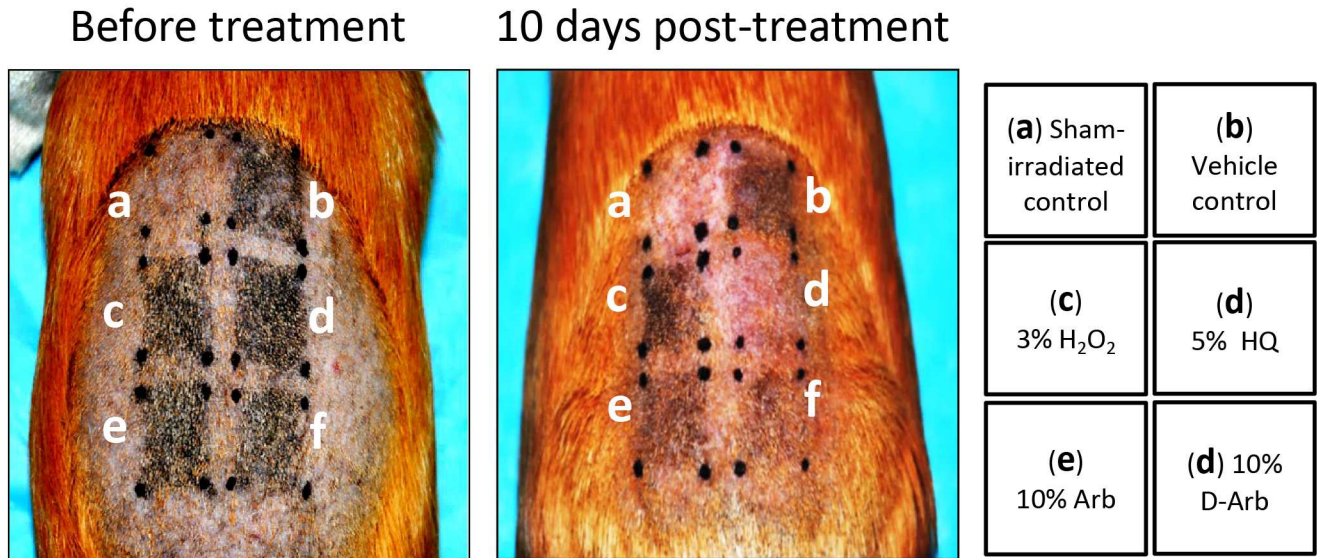 Before treatment
10 days post-treatment
a
b
c
d
e
f
a
b
c
d
e
f
(a) Sham-
irradiated
control
(b)
Vehicle
control
(c)
3% H₂O₂
(d)
5% HQ
(e)
10% Arb
(d) 10%
D-Arb